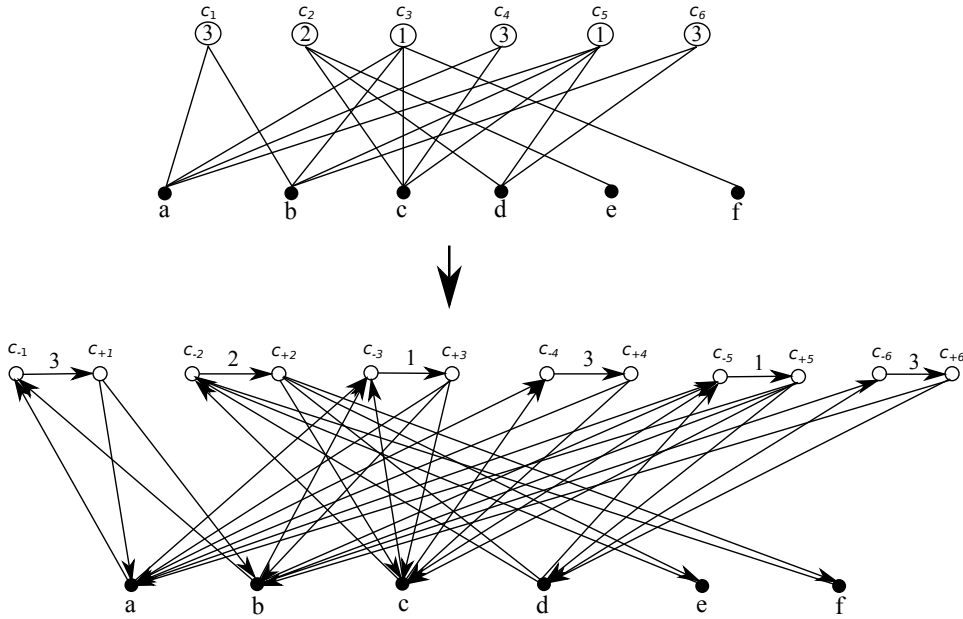 c1 c2 c3 c4 c5 c6
3 2 1 3 1 3
a b c d e f
c-1 3 c+1 c-2 2 c+2 c-3 1 c+3 c-4 3 c+4 c-5 1 c+5 c-6 3 c+6
a b c d e f